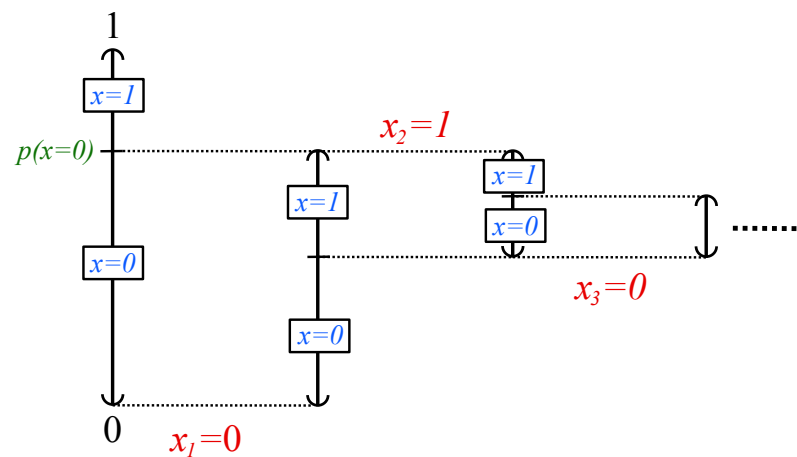 1
x=1
p(x=0)
x=0
0
x₁=0
x=1
x=0
x₂=1
x=1
x=0
x₃=0
........